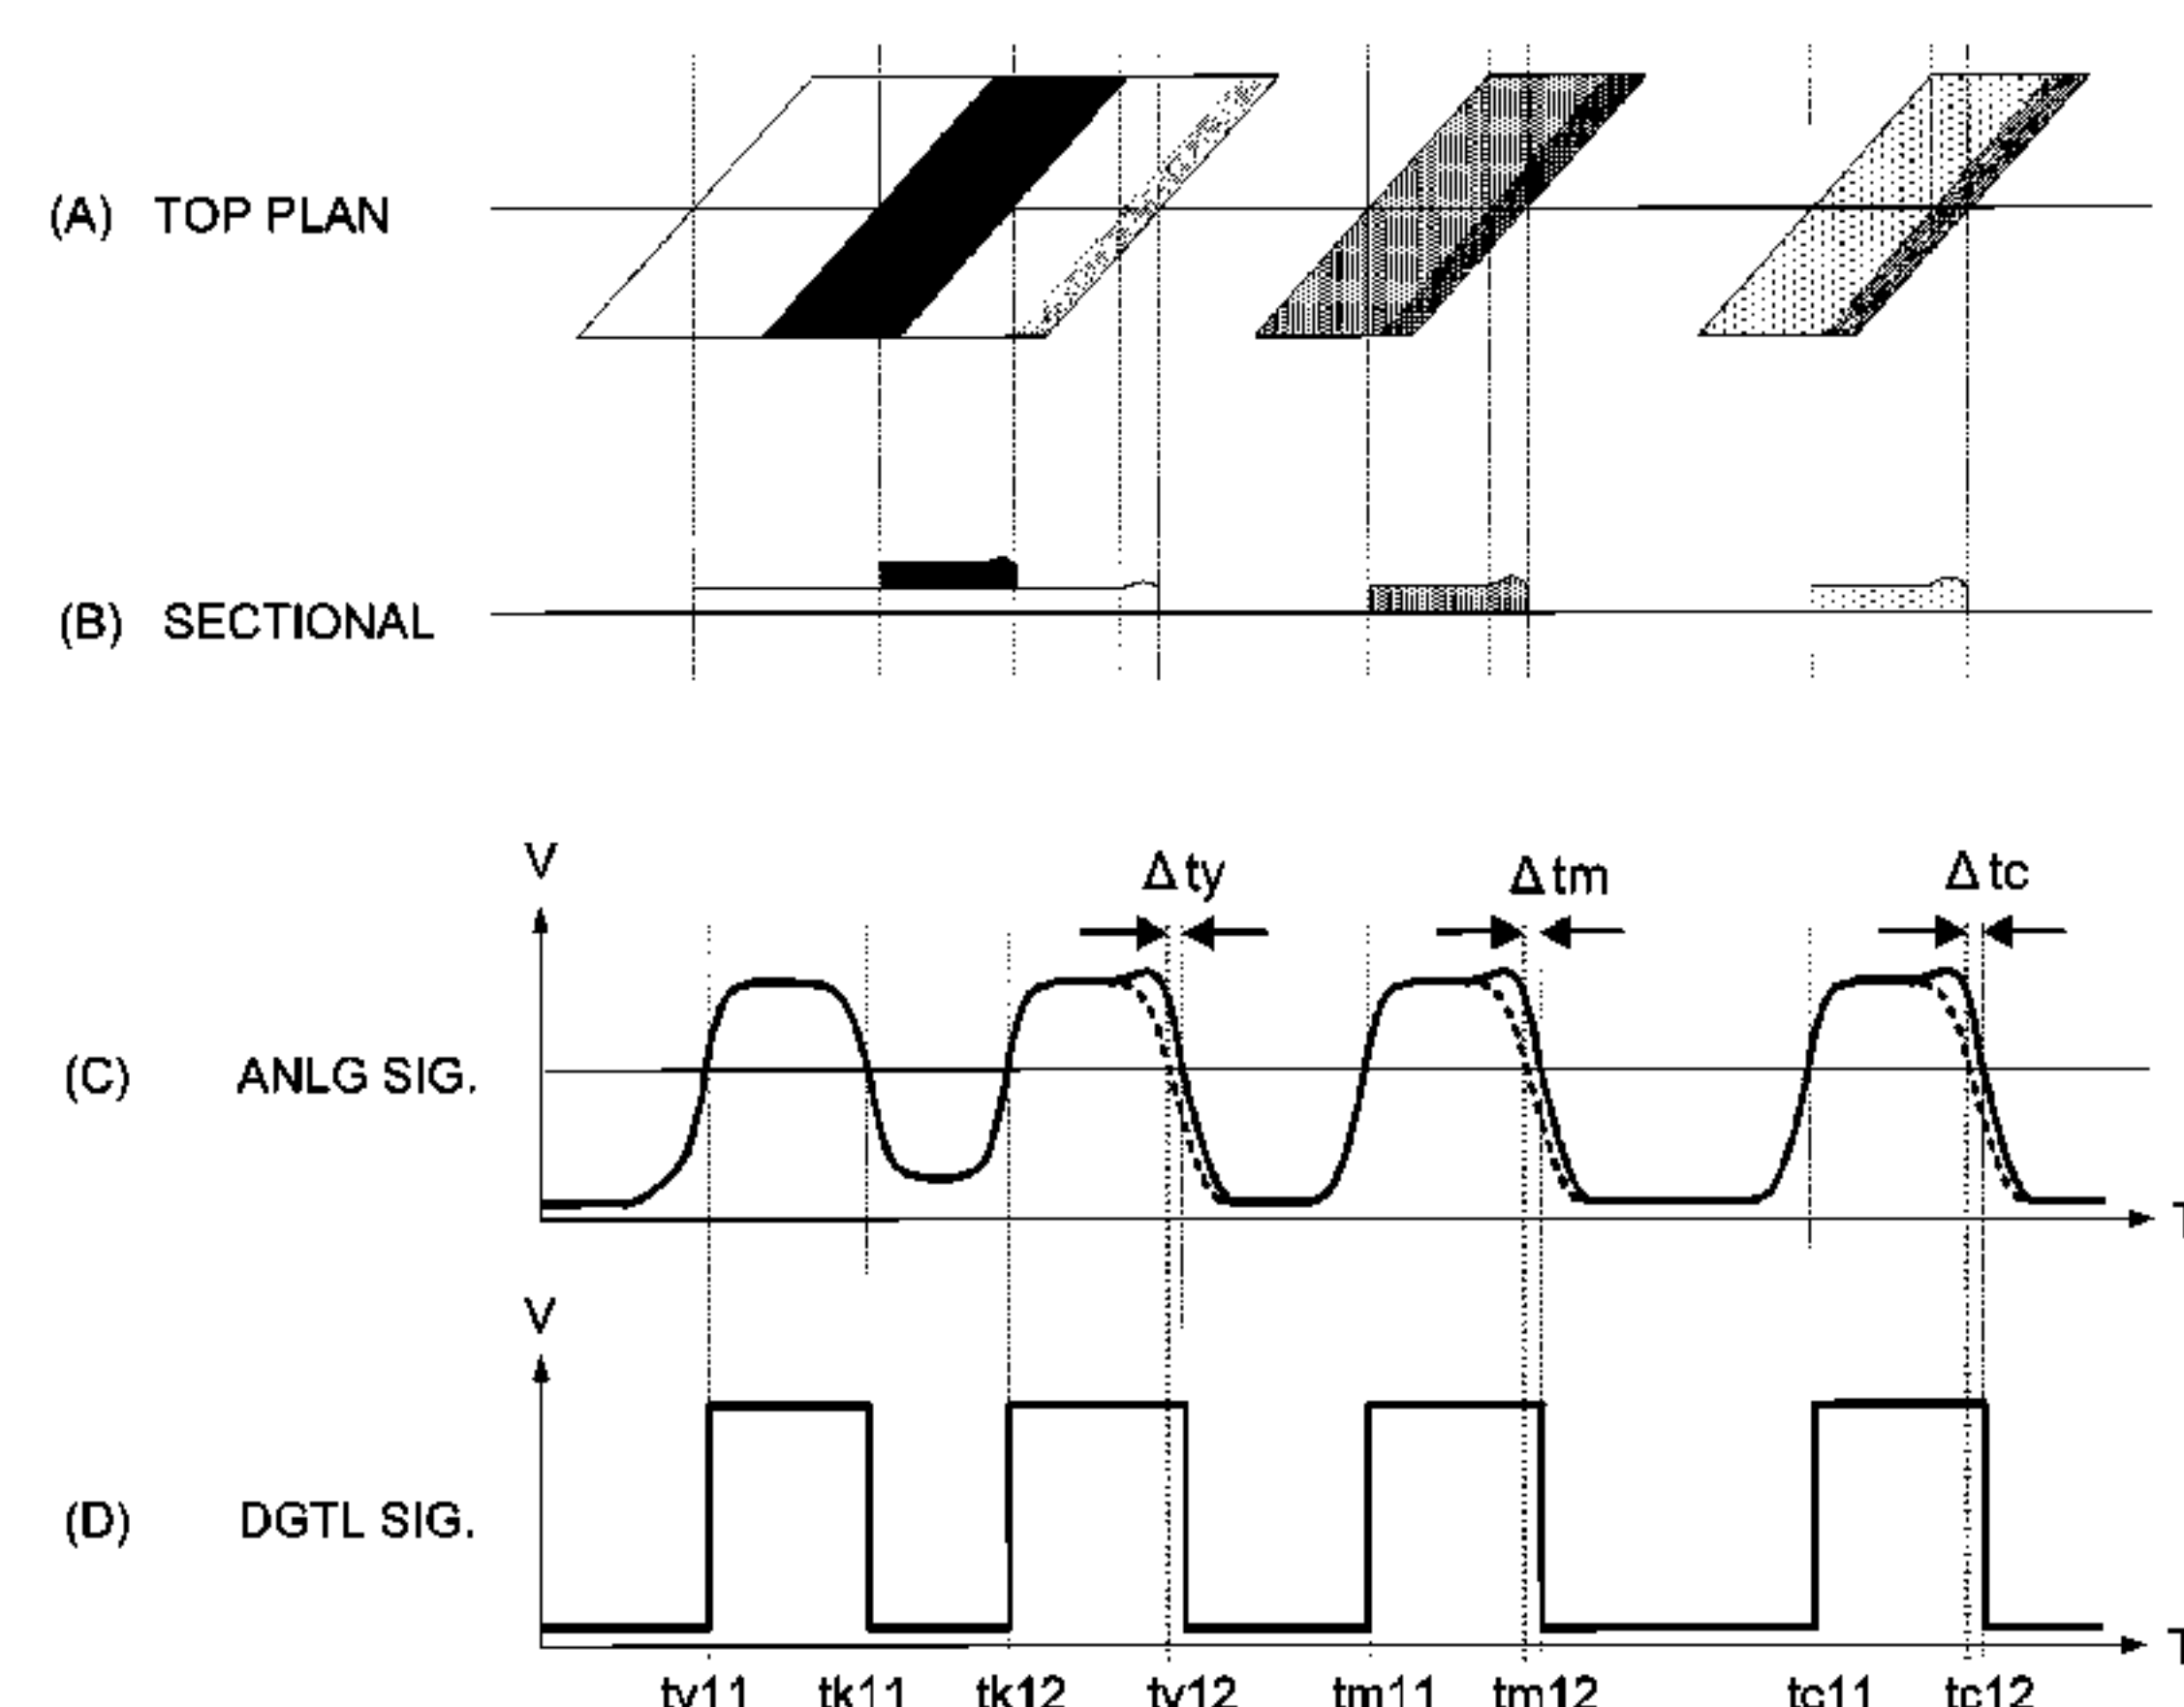 (A) TOP PLAN
(B) SECTIONAL
V
Δty Δtm Δtc
(C) ANLG SIG.
T
V
(D) DGTL SIG.
T
ty11 tk11 tk12 ty12 tm11 tm12 tc11 tc12